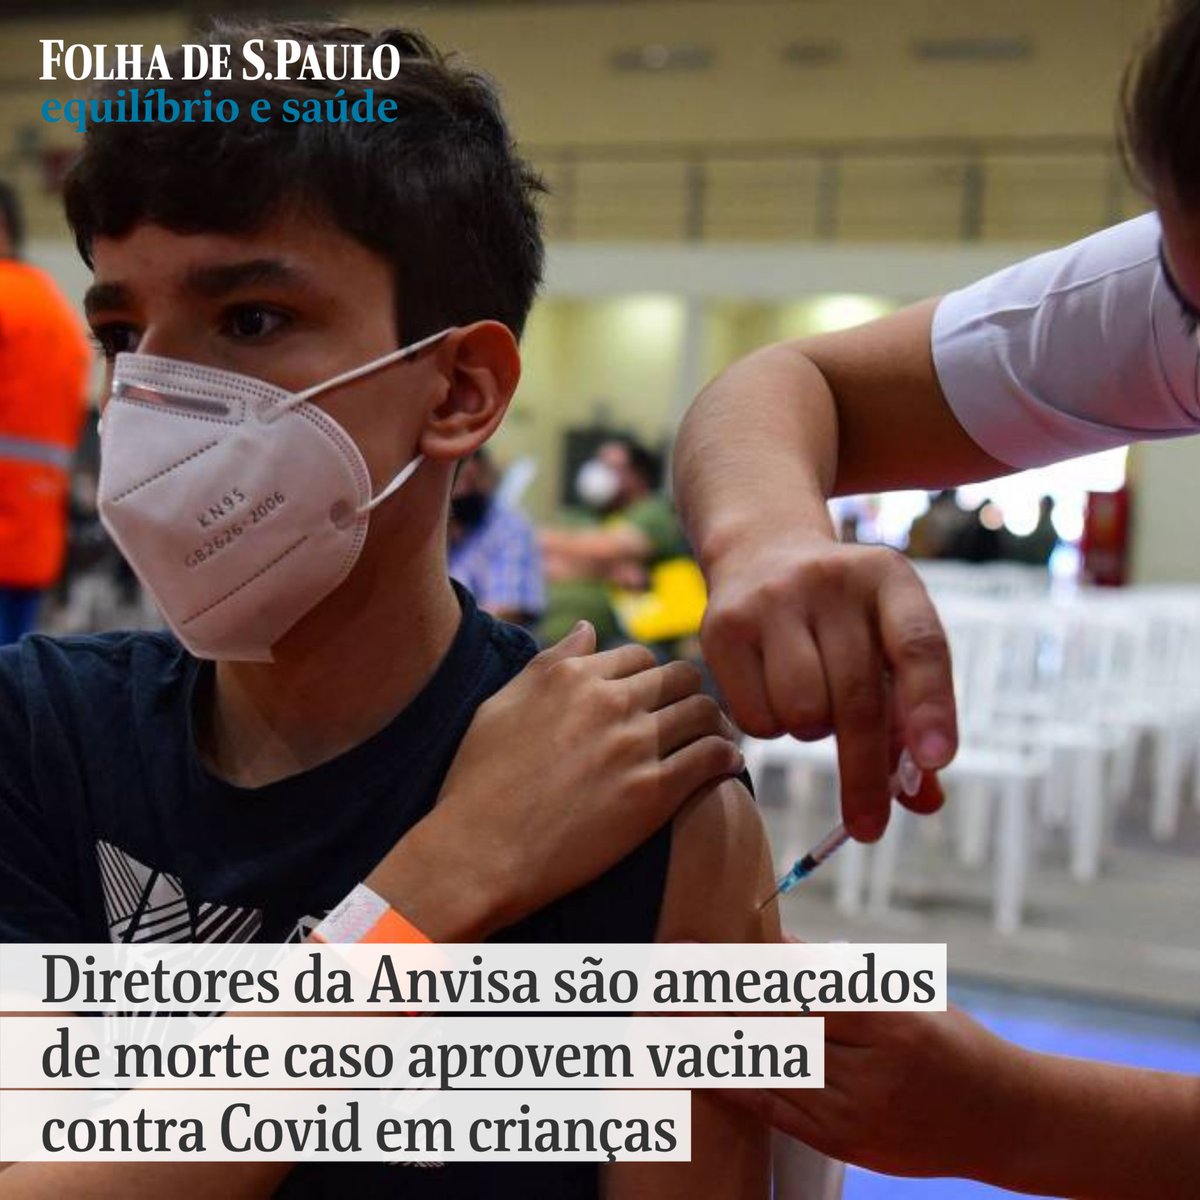 FOLHA DE S.PAULO
equilíbrio e saúde
KN95
GB2626-2006
Diretores da Anvisa são ameaçados
de morte caso aprovem vacina
contra Covid em crianças